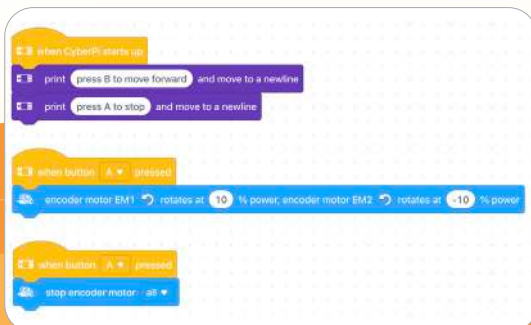 when CyberPi starts up
print press B to move forward and move to a newline
print press A to stop and move to a newline
when button A ▾ pressed
encoder motor EM1 rotates at 10 % power, encoder motor EM2 rotates at -10 % power
when button A ▾ pressed
stop encoder motor all ▾